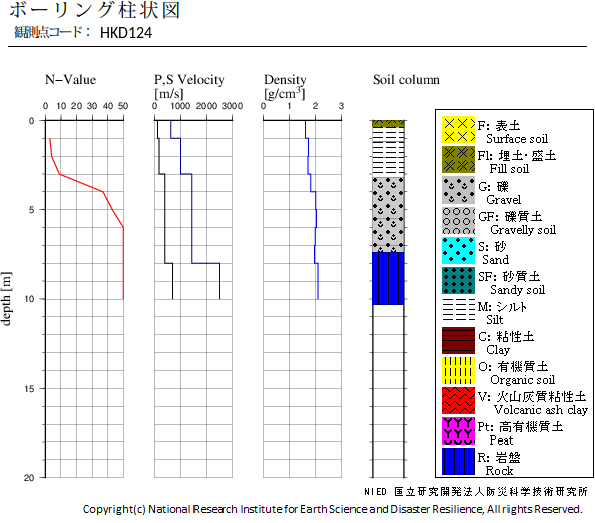 ボーリング柱状図
観測点コード： HKD124
N−Value
P,S Velocity
[m/s]
Density
[g/cm3]
Soil column
0 10 20 30 40 50
0 1000 2000 3000
0 1 2 3
0
5
10
15
20
depth [m]
F: 表土
Surface soil
Fl: 埋土・盛土
Fill soil
G: 礫
Gravel
GF: 礫質土
Gravelly soil
S: 砂
Sand
SF: 砂質土
Sandy soil
M: シルト
Silt
C: 粘性土
Clay
O: 有機質土
Organic soil
V: 火山灰質粘性土
Volcanic ash clay
Pt: 高有機質土
Peat
R: 岩盤
Rock
NIED 国立研究開発法人防災科学技術研究所
Copyright(c) National Research Institute for Earth Science and Disaster Resilience, All rights Reserved.